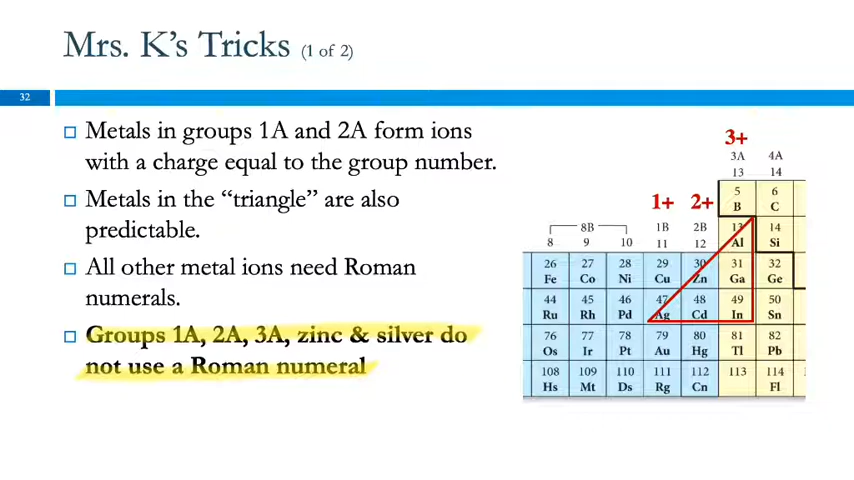 Mrs. K's Tricks (1 of 2)
32
Metals in groups 1A and 2A form ions
with a charge equal to the group number.
Metals in the “triangle” are also
predictable.
All other metal ions need Roman
numerals.
Groups 1A, 2A, 3A, zinc & silver do
not use a Roman numeral
3+
3A 4A
13 14
5 6
B C
1+ 2+
8B 1B 2B
8 9 10 11 12
13 14
Al Si
26 27 28 29 30 31 32
Fe Co Ni Cu Zn Ga Ge
44 45 46 47 48 49 50
Ru Rh Pd Ag Cd In Sn
76 77 78 79 80 81 82
Os Ir Pt Au Hg Tl Pb
108 109 110 111 112 113 114
Hs Mt Ds Rg Cn Fl